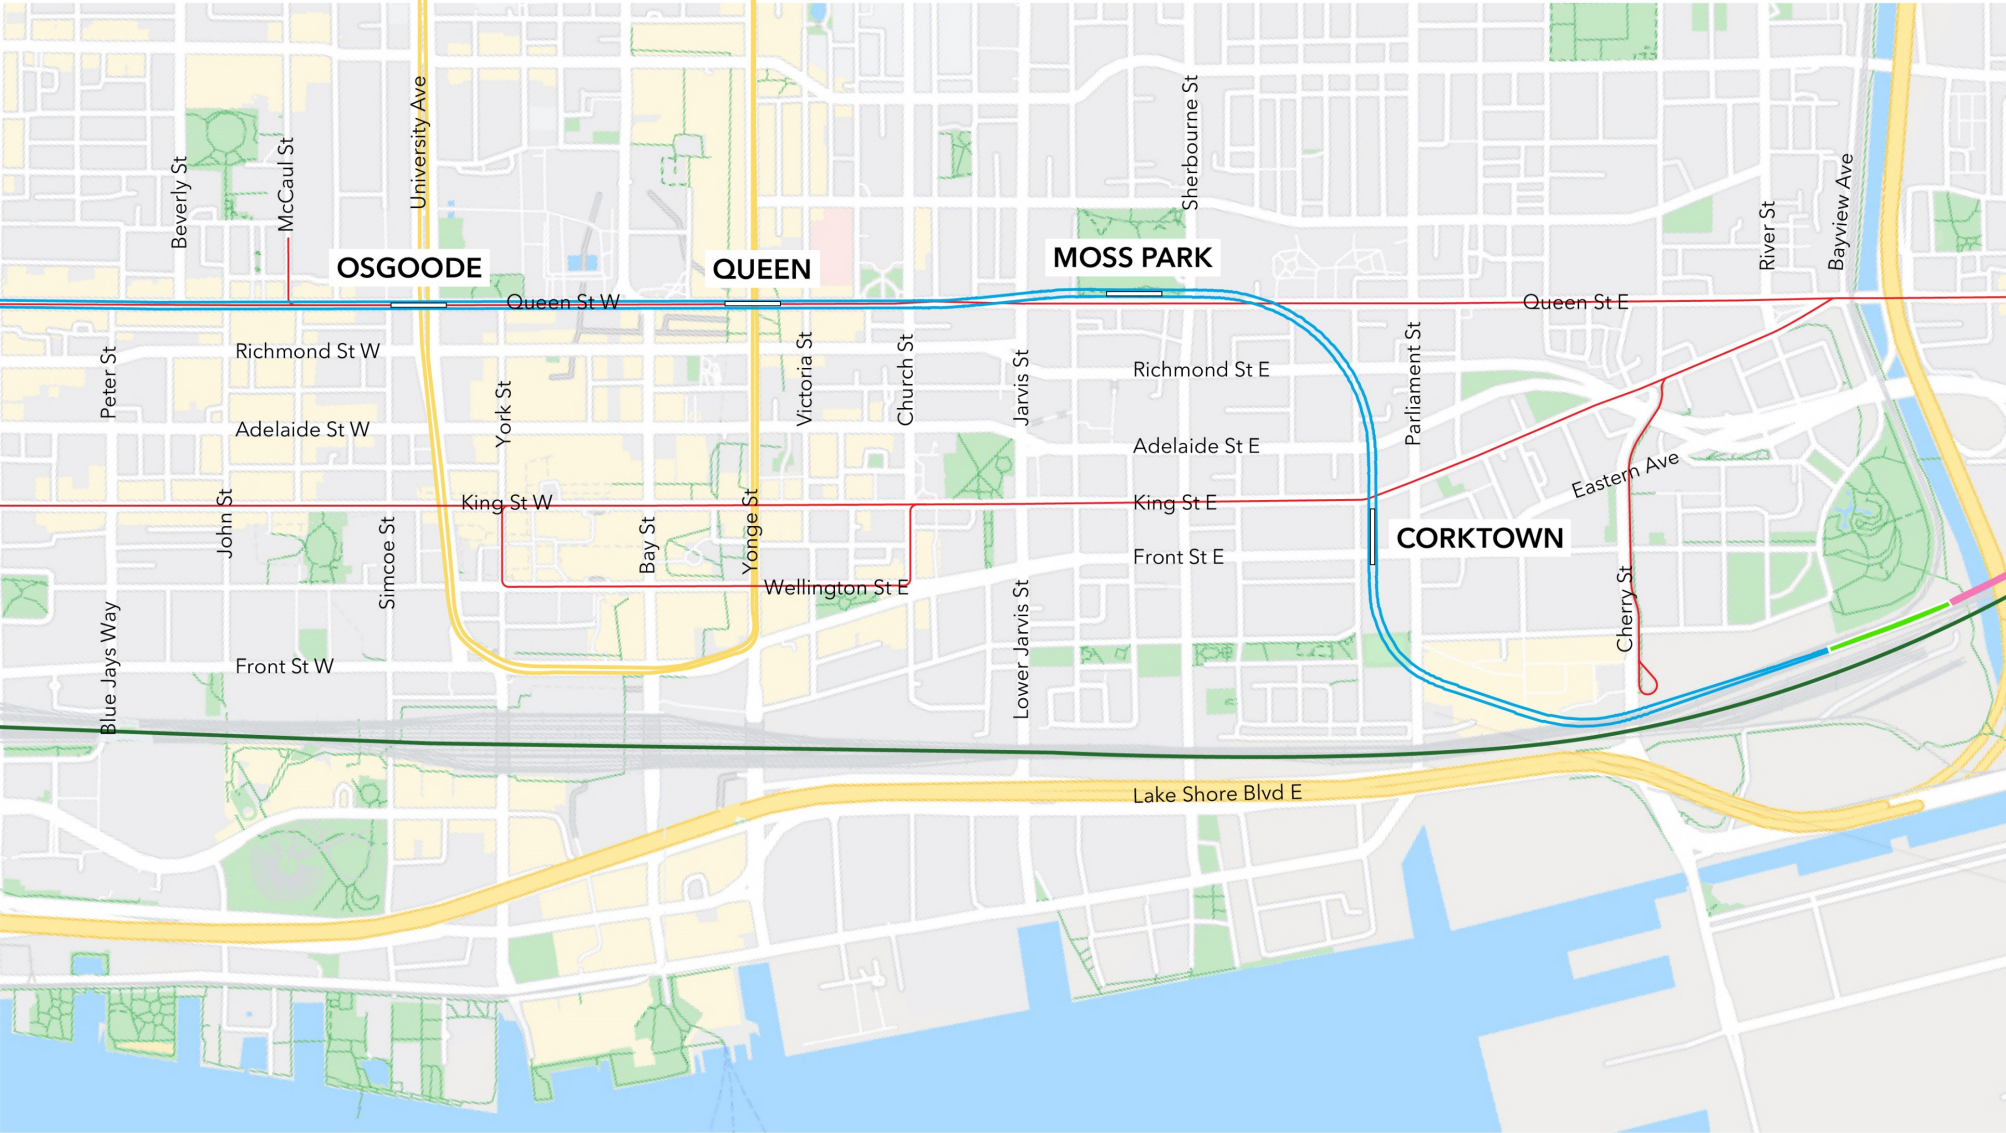 University Ave
Sherbourne St
McCaul St
Beverly St
Bayview Ave
River St
OSGOODE
QUEEN
MOSS PARK
Queen St W
Queen St E
Peter St
Richmond St W
York St
Victoria St
Church St
Jarvis St
Richmond St E
Parliament St
Adelaide St W
Adelaide St E
Eastern Ave
John St
King St W
Yonge St
King St E
Simcoe St
Bay St
CORKTOWN
Front St E
Wellington St E
Cherry St
Blue Jays Way
Lower Jarvis St
Front St W
Lake Shore Blvd E